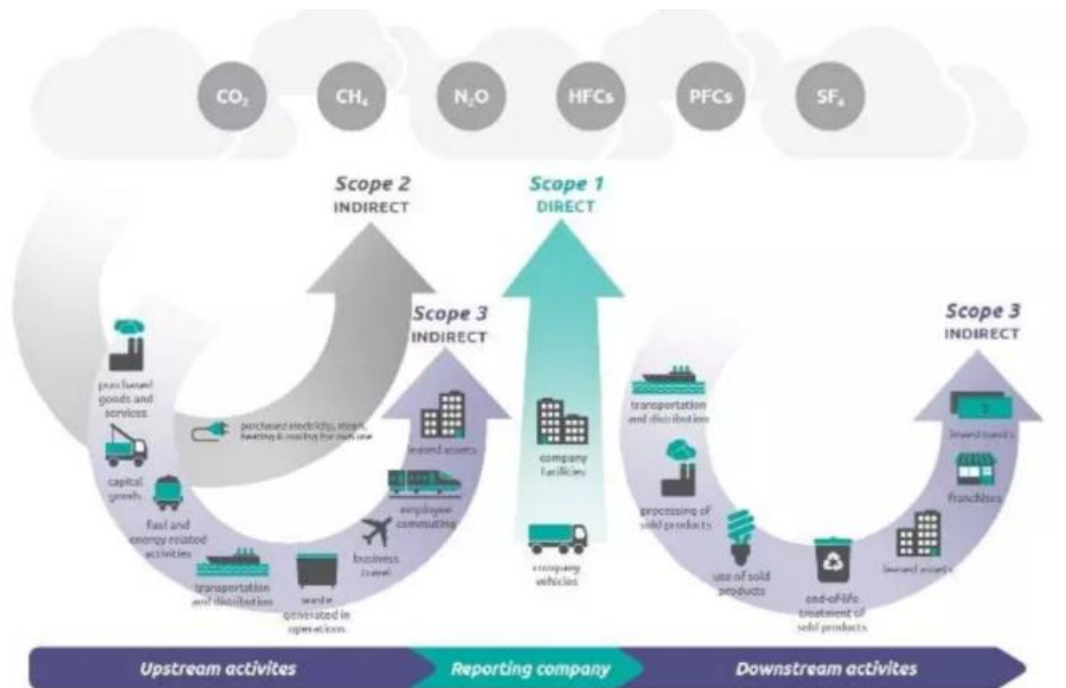 CO₂
CH₄
N₂O
HFCs
PFCs
SF₆
Scope 2
INDIRECT
Scope 1
DIRECT
Scope 3
INDIRECT
Scope 3
INDIRECT
purchased
goods and
services
capital
goods
fuel and
energy related
activities
transportation
and distribution
waste
generated in
operations
business
travel
employee
commuting
leased assets
purchased electricity, steam,
heating & cooling for own use
company
facilities
company
vehicles
transportation
and distribution
processing of
sold products
use of sold
products
end-of-life
treatment of
sold products
leased assets
franchises
Upstream activites
Reporting company
Downstream activites